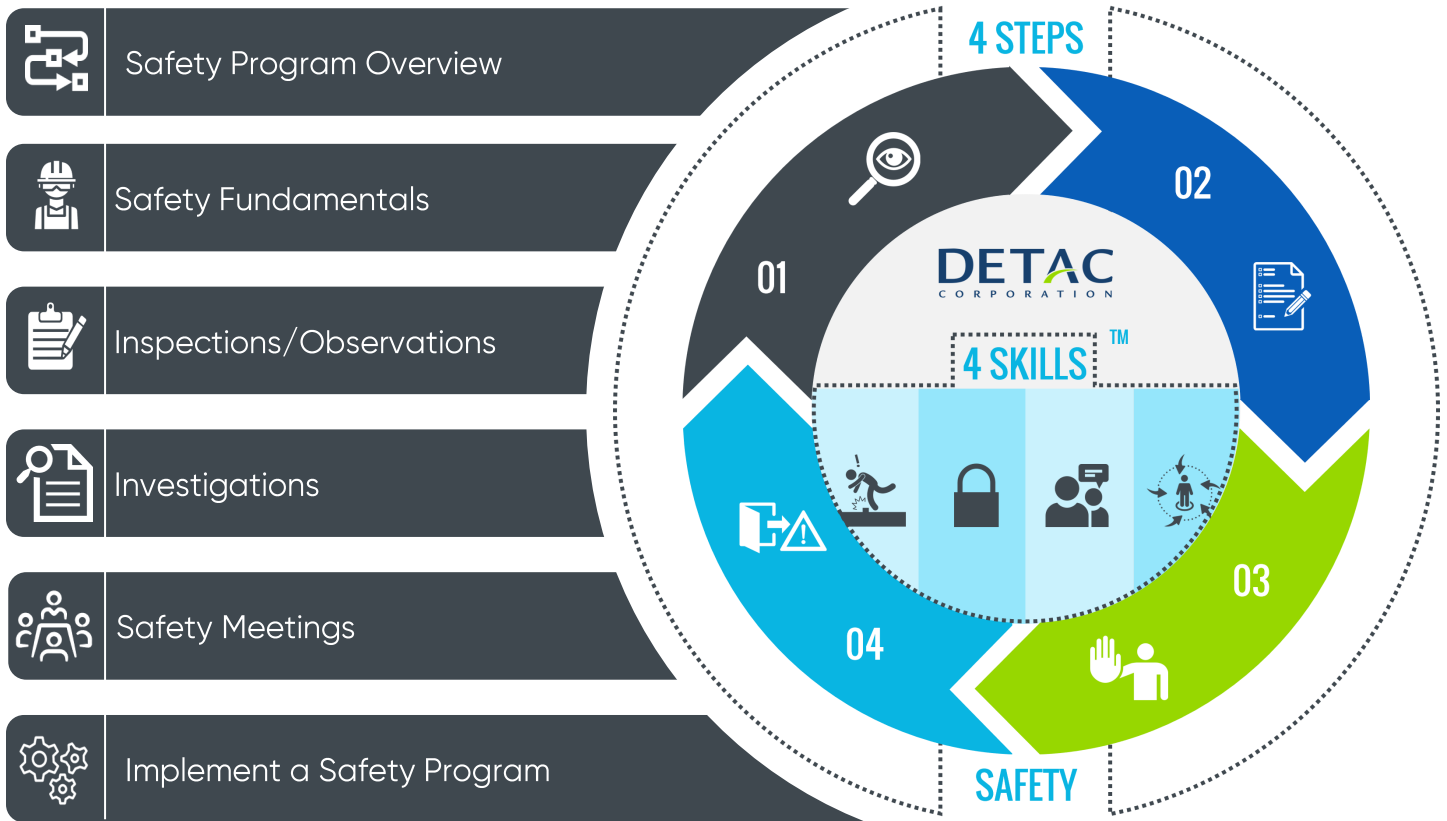 Safety Program Overview
Safety Fundamentals
Inspections/Observations
Investigations
Safety Meetings
Implement a Safety Program
4 STEPS
01
02
DETAC
CORPORATION
4 SKILLS
TM
!
!
03
04
SAFETY